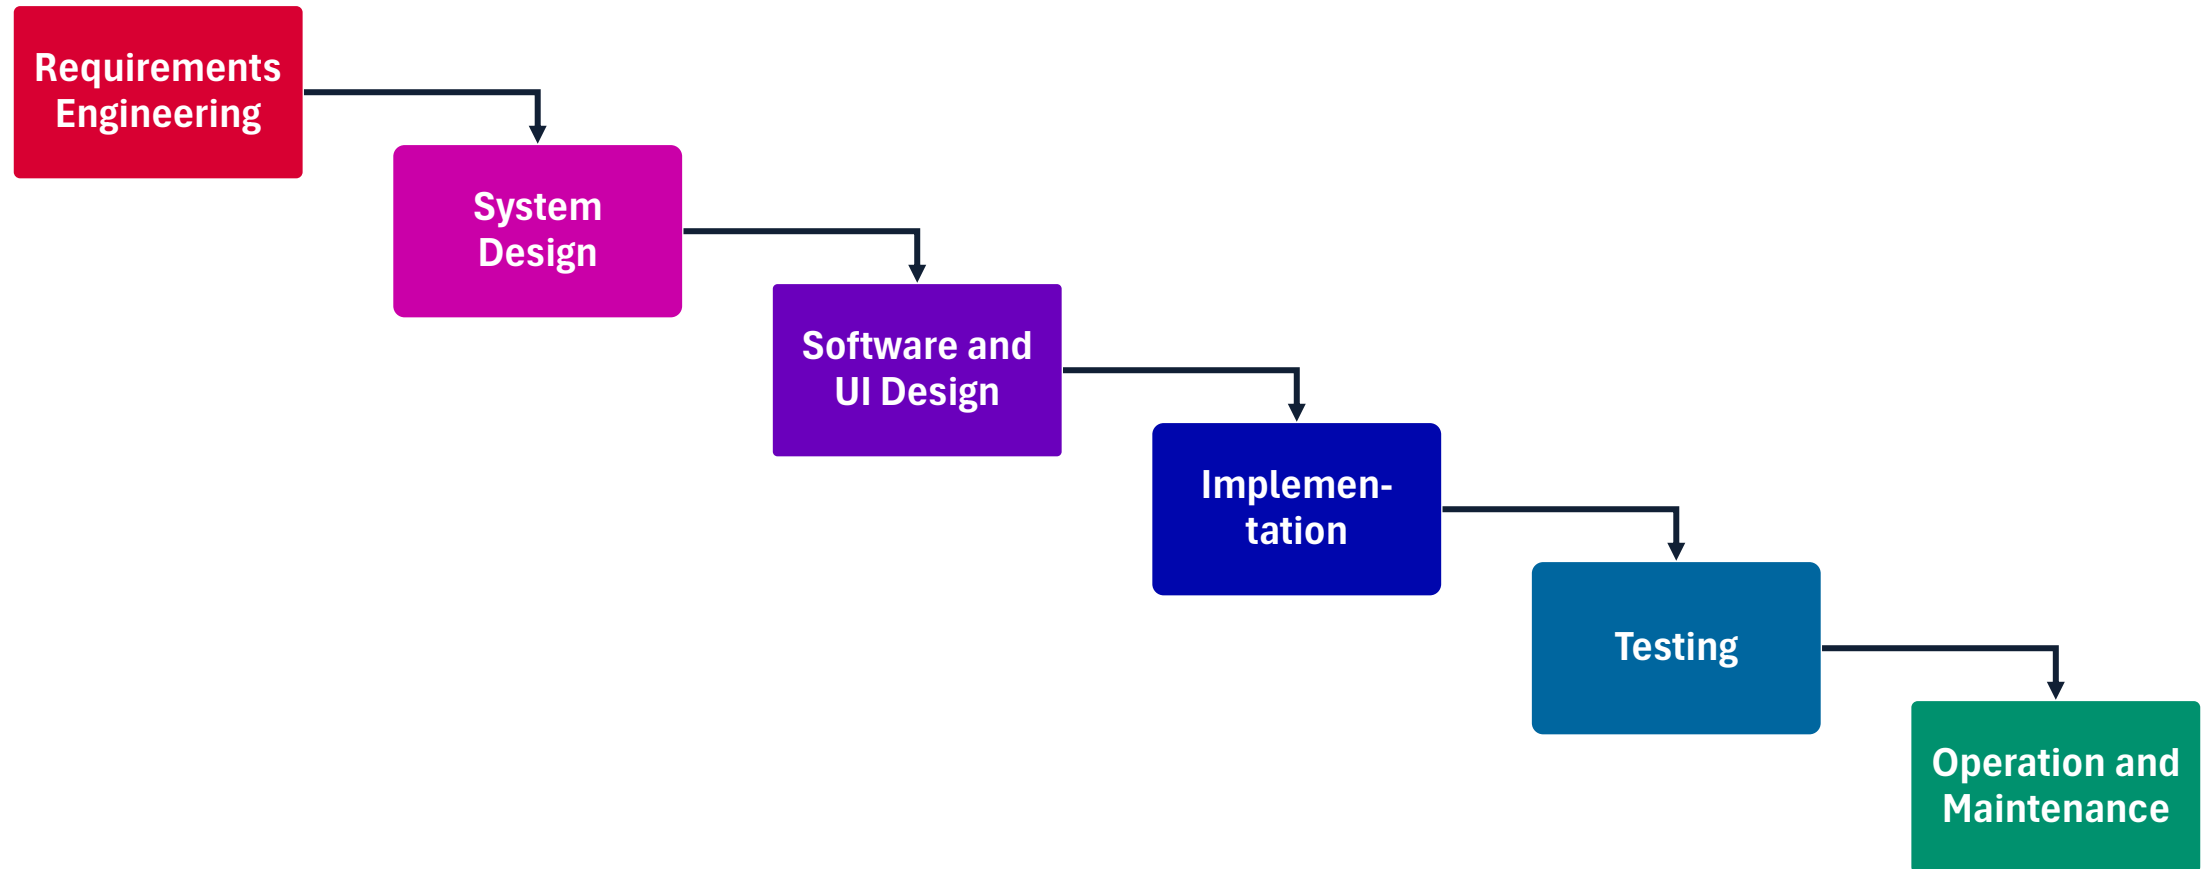 Requirements
Engineering
System
Design
Software and
UI Design
Implemen-
tation
Testing
Operation and
Maintenance